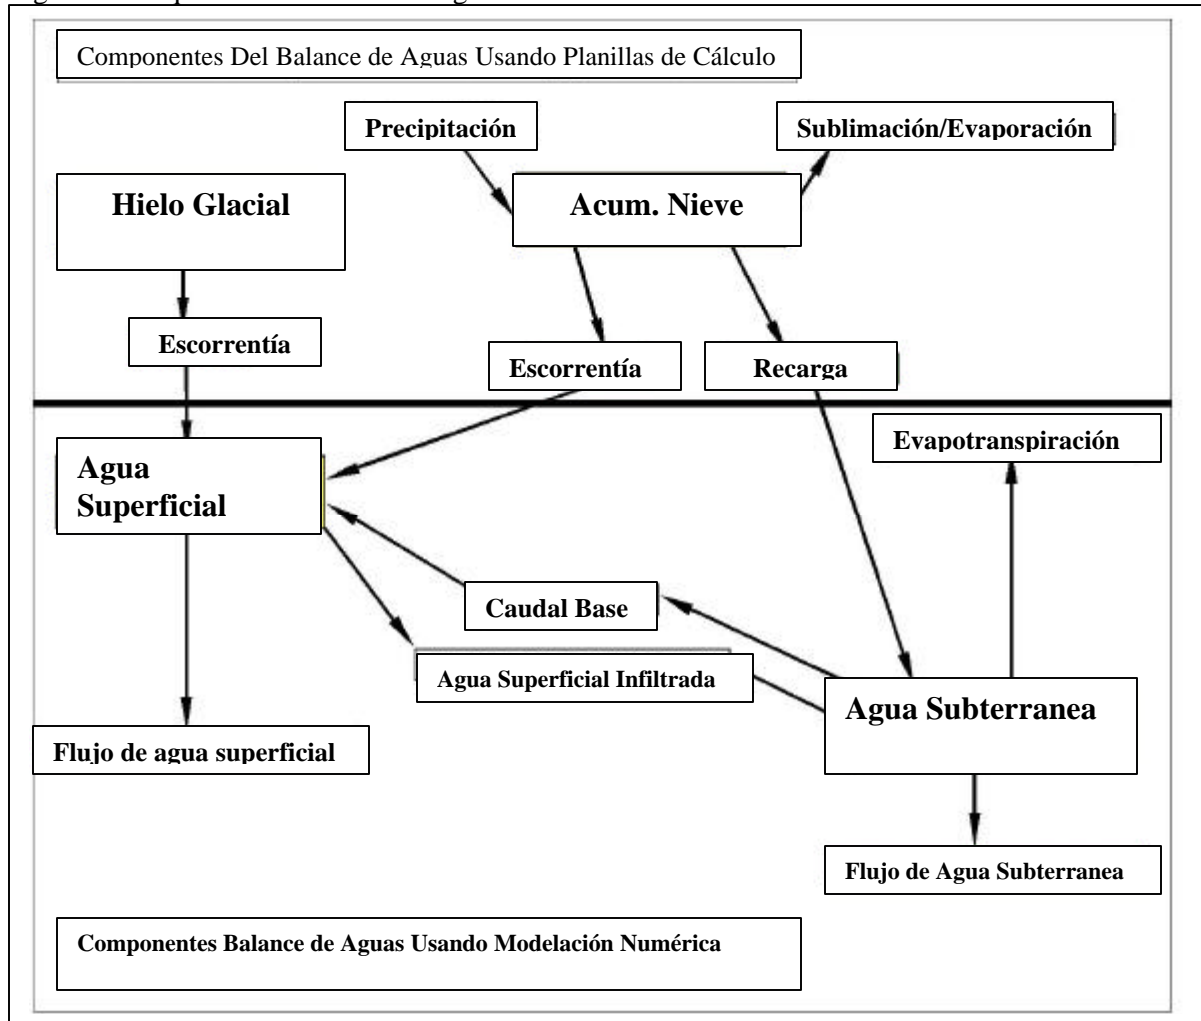 Componentes Del Balance de Aguas Usando Planillas de Cálculo
Precipitación
Sublimación/Evaporación
Hielo Glacial
Acum. Nieve
Escorrentía
Escorrentía
Recarga
Evapotranspiración
Agua
Superficial
Caudal Base
Agua Superficial Infiltrada
Agua Subterranea
Flujo de agua superficial
Flujo de Agua Subterranea
Componentes Balance de Aguas Usando Modelación Numérica